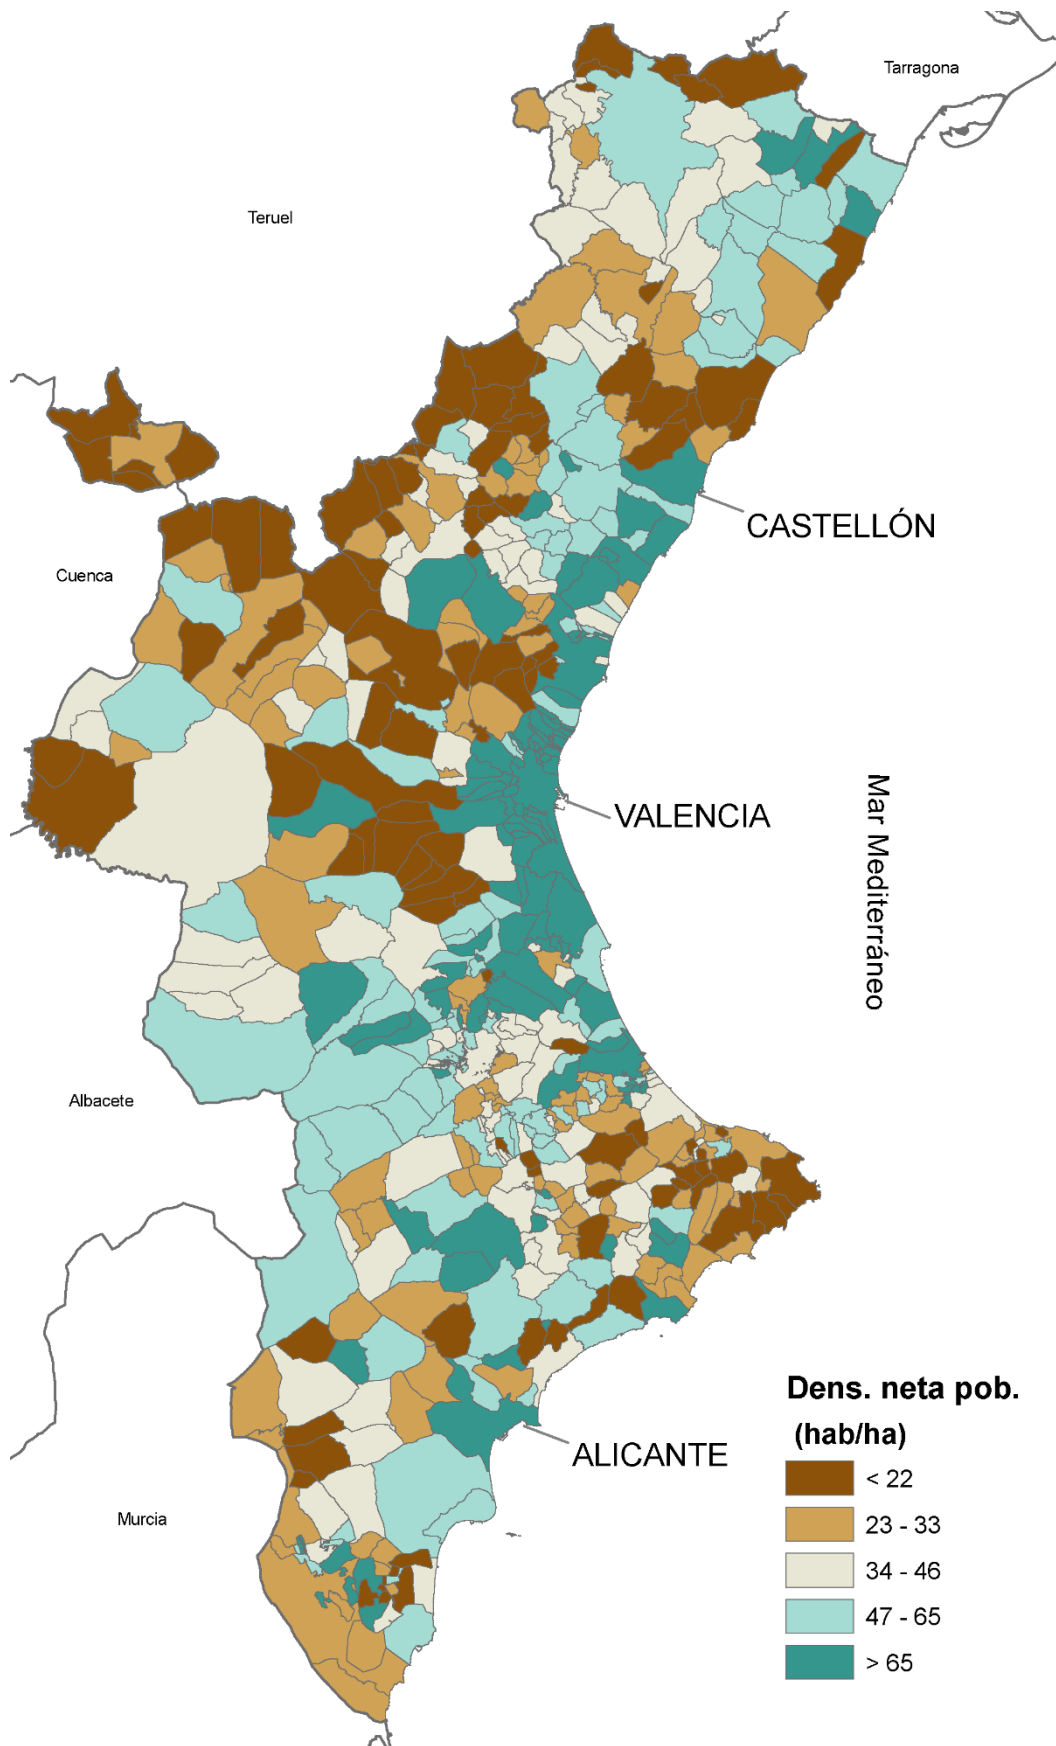 Tarragona
Teruel
CASTELLÓN
Cuenca
VALENCIA
Mar Mediterráneo
Albacete
Dens. neta pob.
(hab/ha)
ALICANTE
< 22
Murcia
23 - 33
34 - 46
47 - 65
> 65